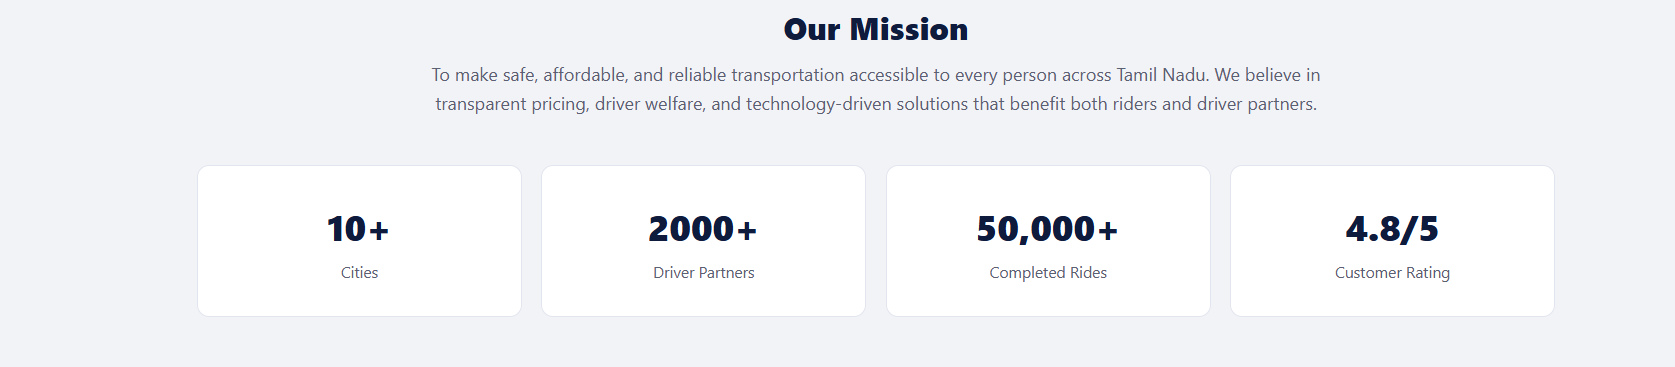 Our Mission
To make safe, affordable, and reliable transportation accessible to every person across Tamil Nadu. We believe in
transparent pricing, driver welfare, and technology-driven solutions that benefit both riders and driver partners.
10+
Cities
2000+
Driver Partners
50,000+
Completed Rides
4.8/5
Customer Rating